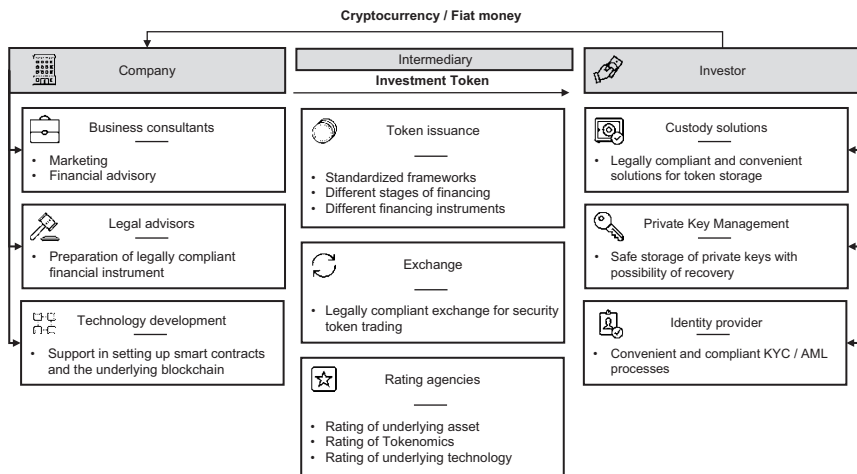 Cryptocurrency / Fiat money
Company
Intermediary
Investment Token
Investor
Business consultants
• Marketing
• Financial advisory
Legal advisors
• Preparation of legally compliant
financial instrument
Technology development
• Support in setting up smart contracts
and the underlying blockchain
Token issuance
• Standardized frameworks
• Different stages of financing
• Different financing instruments
Exchange
• Legally compliant exchange for security
token trading
Rating agencies
• Rating of underlying asset
• Rating of Tokenomics
• Rating of underlying technology
Custody solutions
• Legally compliant and convenient
solutions for token storage
Private Key Management
• Safe storage of private keys with
possibility of recovery
Identity provider
• Convenient and compliant KYC / AML
processes